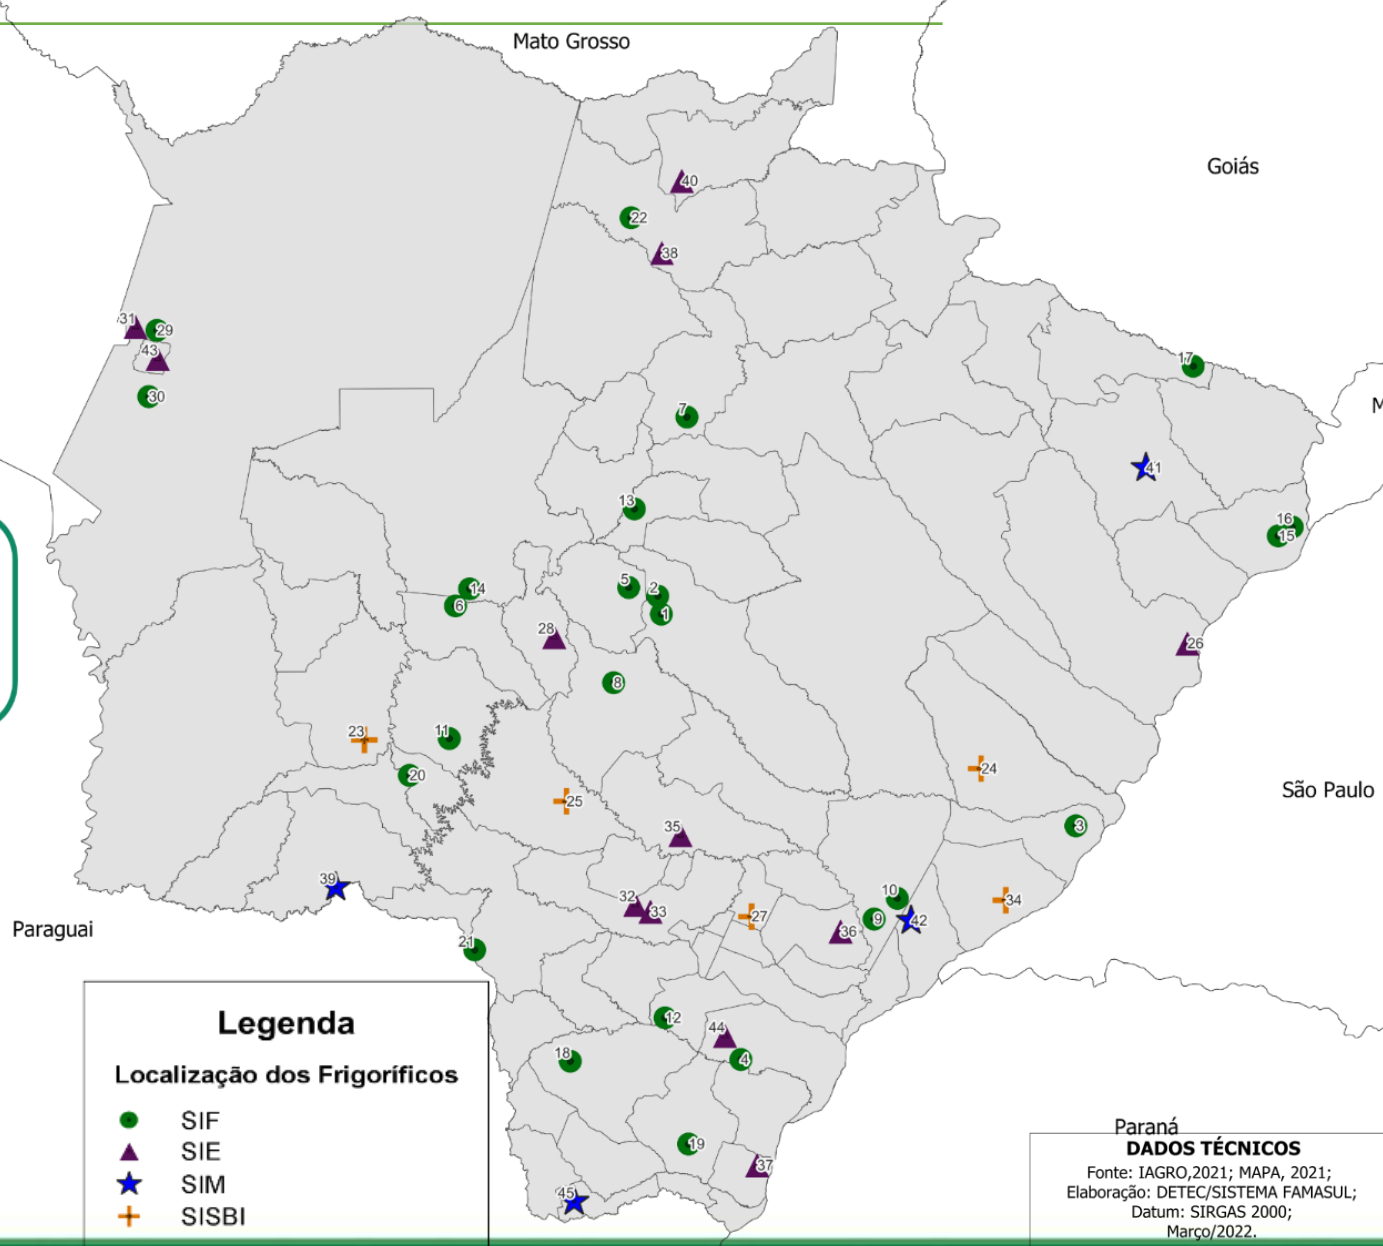 Mato Grosso
Goiás
40
22
38
31
29
43
30
17
7
M
41
13
16
15
14
5
2
6
1
28
26
8
23
11
20
24
25
São Paulo
3
35
39
32
33
10
34
9
42
27
36
Paraguai
21
12
44
18
4
19
37
45
Legenda
Localização dos Frigoríficos
SIF
SIE
SIM
SISBI
Paraná
DADOS TÉCNICOS
Fonte: IAGRO,2021; MAPA, 2021;
Elaboração: DETEC/SISTEMA FAMASUL;
Datum: SIRGAS 2000;
Março/2022.